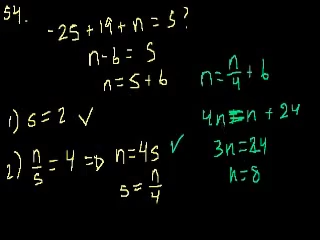 54.
-25 + 19 + n = S?
n - 6 = S
n = S + 6
1) S = 2 ✓
2) n/S = 4 => n = 4S ✓
S = n/4
n = n/4 + 6
4n = n + 24
3n = 24
n = 8